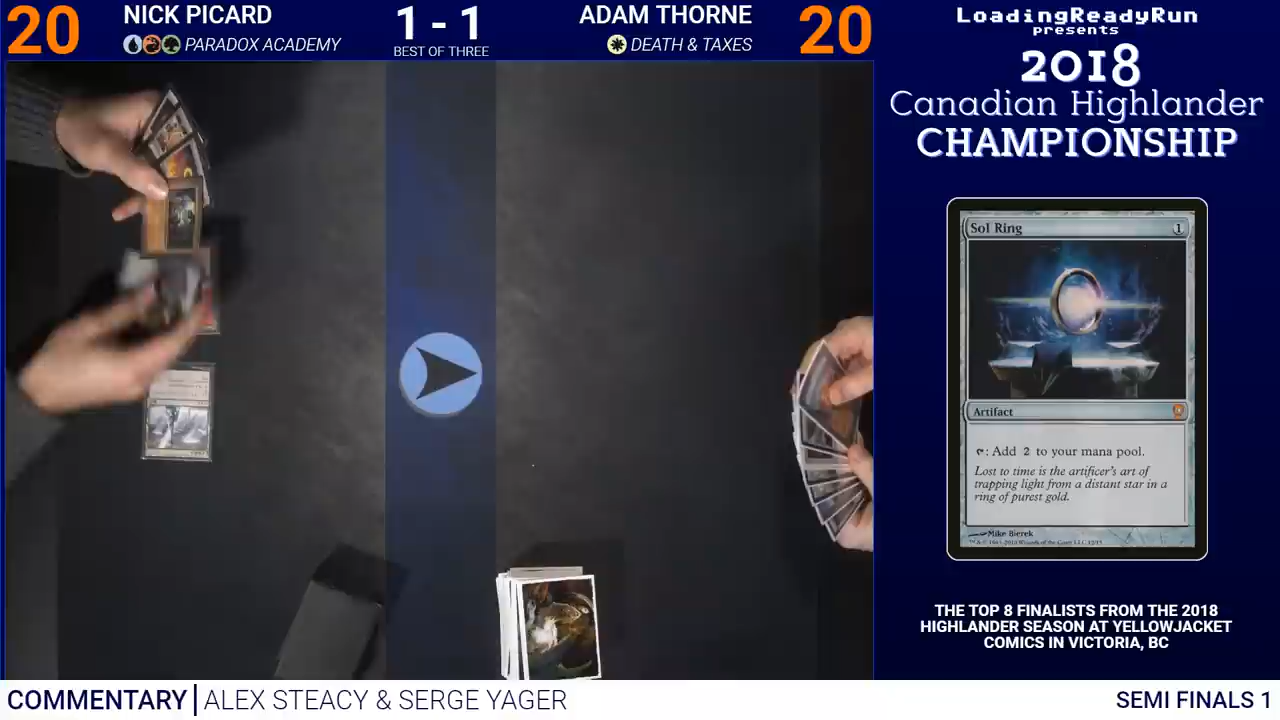 20
NICK PICARD
PARADOX ACADEMY
1 - 1
BEST OF THREE
ADAM THORNE
DEATH & TAXES
20
LoadingReadyRun
presents
2018
Canadian Highlander
CHAMPIONSHIP
Sol Ring 1
Artifact
: Add 2 to your mana pool.
Lost to time is the artificer's art of
trapping light from a distant star in a
ring of purest gold.
Mike Bierek
THE TOP 8 FINALISTS FROM THE 2018
HIGHLANDER SEASON AT YELLOWJACKET
COMICS IN VICTORIA, BC
COMMENTARY ALEX STEACY & SERGE YAGER
SEMI FINALS 1